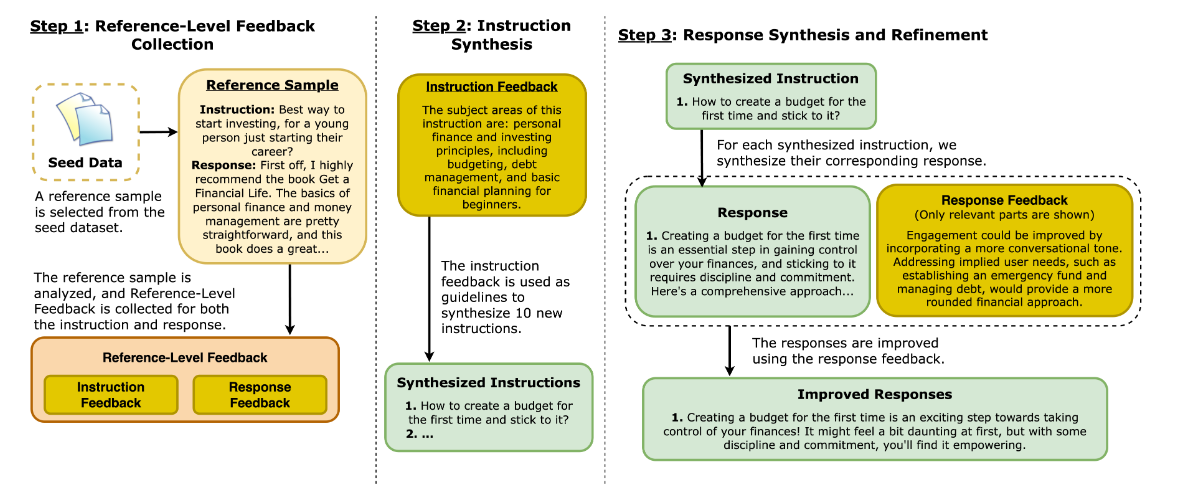 Step 1: Reference-Level Feedback
Collection
Seed Data
A reference sample
is selected from the
seed dataset.
Reference Sample
Instruction: Best way to
start investing, for a young
person just starting their
career?
Response: First off, I highly
recommend the book Get a
Financial Life. The basics of
personal finance and money
management are pretty
straightforward, and this
book does a great...
The reference sample is
analyzed, and Reference-Level
Feedback is collected for both
the instruction and response.
Reference-Level Feedback
Instruction
Feedback
Response
Feedback
Step 2: Instruction
Synthesis
Instruction Feedback
The subject areas of this
instruction are: personal
finance and investing
principles, including
budgeting, debt
management, and basic
financial planning for
beginners.
The instruction
feedback is used as
guidelines to
synthesize 10 new
instructions.
Synthesized Instructions
1. How to create a budget for
the first time and stick to it?
2. ...
Step 3: Response Synthesis and Refinement
Synthesized Instruction
1. How to create a budget for the
first time and stick to it?
For each synthesized instruction, we
synthesize their corresponding response.
Response
1. Creating a budget for the first time
is an essential step in gaining control
over your finances, and sticking to it
requires discipline and commitment.
Here's a comprehensive approach...
Response Feedback
(Only relevant parts are shown)
Engagement could be improved by
incorporating a more conversational tone.
Addressing implied user needs, such as
establishing an emergency fund and
managing debt, would provide a more
rounded financial approach.
The responses are improved
using the response feedback.
Improved Responses
1. Creating a budget for the first time is an exciting step towards taking
control of your finances! It might feel a bit daunting at first, but with some
discipline and commitment, you'll find it empowering.